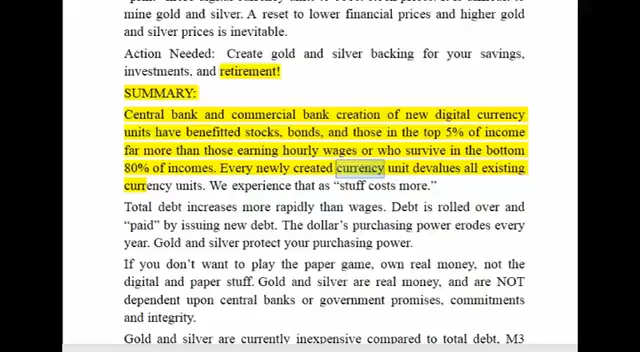 mine gold and silver. A reset to lower financial prices and higher gold
and silver prices is inevitable.
Action Needed: Create gold and silver backing for your savings,
investments, and retirement!
SUMMARY:
Central bank and commercial bank creation of new digital currency
units have benefitted stocks, bonds, and those in the top 5% of income
far more than those earning hourly wages or who survive in the bottom
80% of incomes. Every newly created currency unit devalues all existing
currency units. We experience that as “stuff costs more.”
Total debt increases more rapidly than wages. Debt is rolled over and
“paid” by issuing new debt. The dollar’s purchasing power erodes every
year. Gold and silver protect your purchasing power.
If you don’t want to play the paper game, own real money, not the
digital and paper stuff. Gold and silver are real money, and are NOT
dependent upon central banks or government promises, commitments
and integrity.
Gold and silver are currently inexpensive compared to total debt, M3